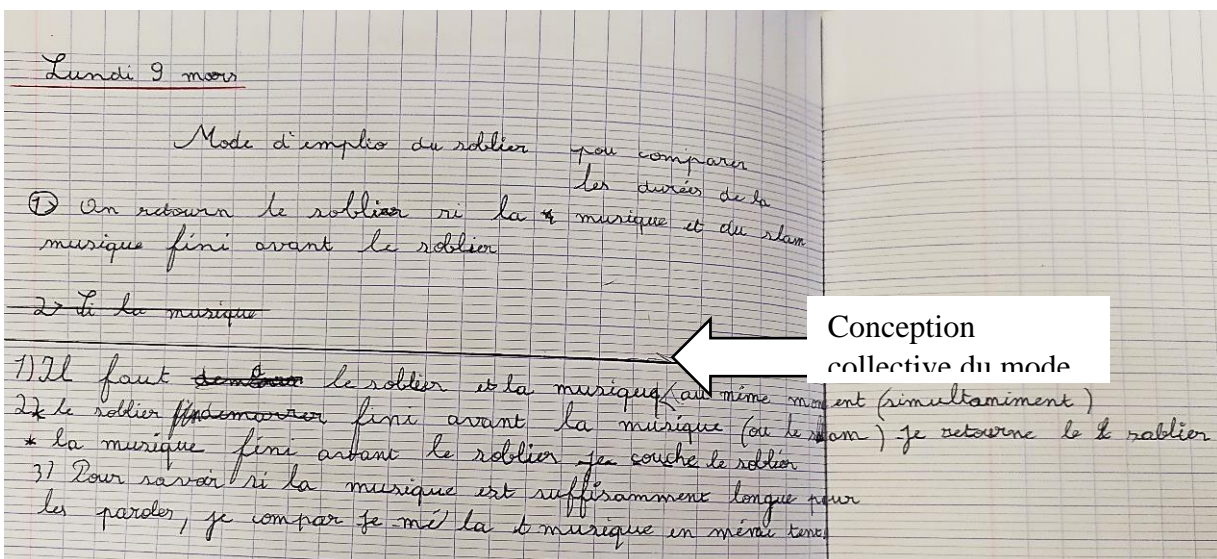 Lundi 9 mars
Mode d'emplio du sablier pou comparer
les durées de la
musique et du slam
① On retourn le sablier si la
musique fini avant le sablier
2> Si la musique
Conception
collective du mode
1) Il faut le sablier et la musique (au même moment (simultaniment)
2) * le sablier fini avant la musique (ou le slam) je retourne le sablier
* la musique fini avant le sablier je couche le sablier
3) Pour savoir si la musique est suffisamment longue pour
les paroles, je compar je mé la musique en même tenc